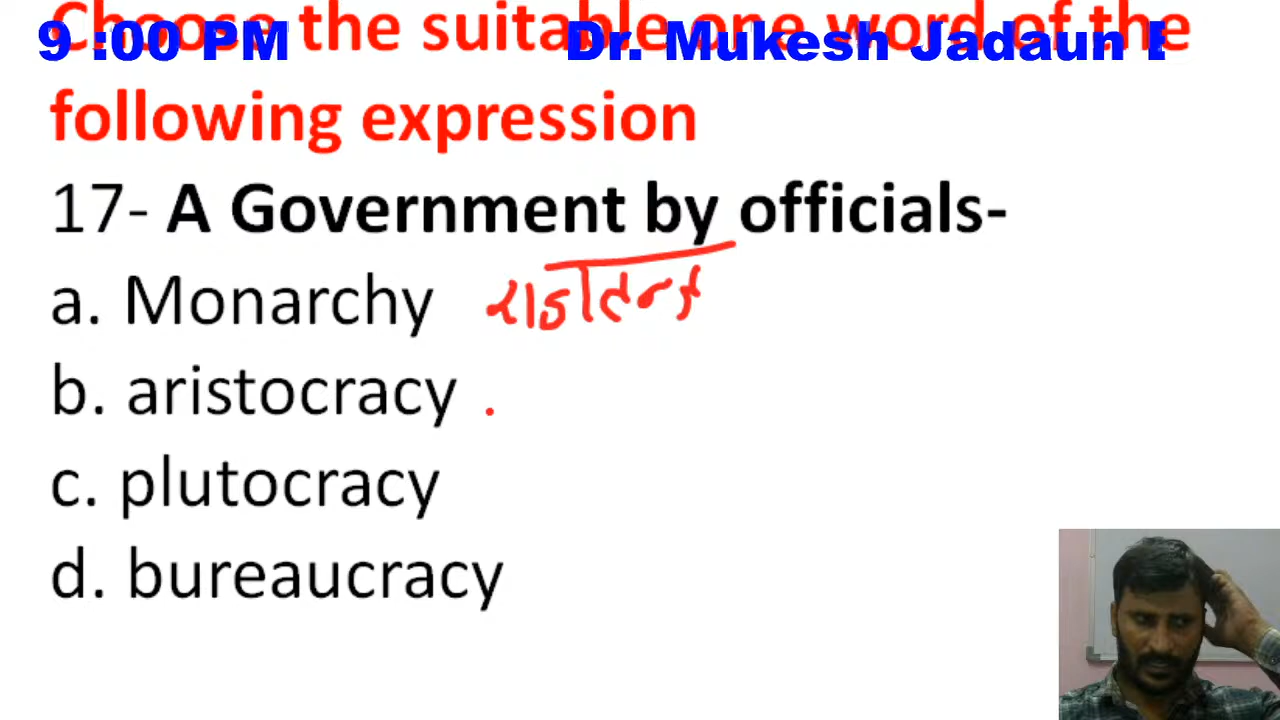 Choose the suitable one word of the
9 :00 PM Dr. Mukesh Jadaun
following expression
17- A Government by officials-
a. Monarchy राजतन्त्र
b. aristocracy
c. plutocracy
d. bureaucracy